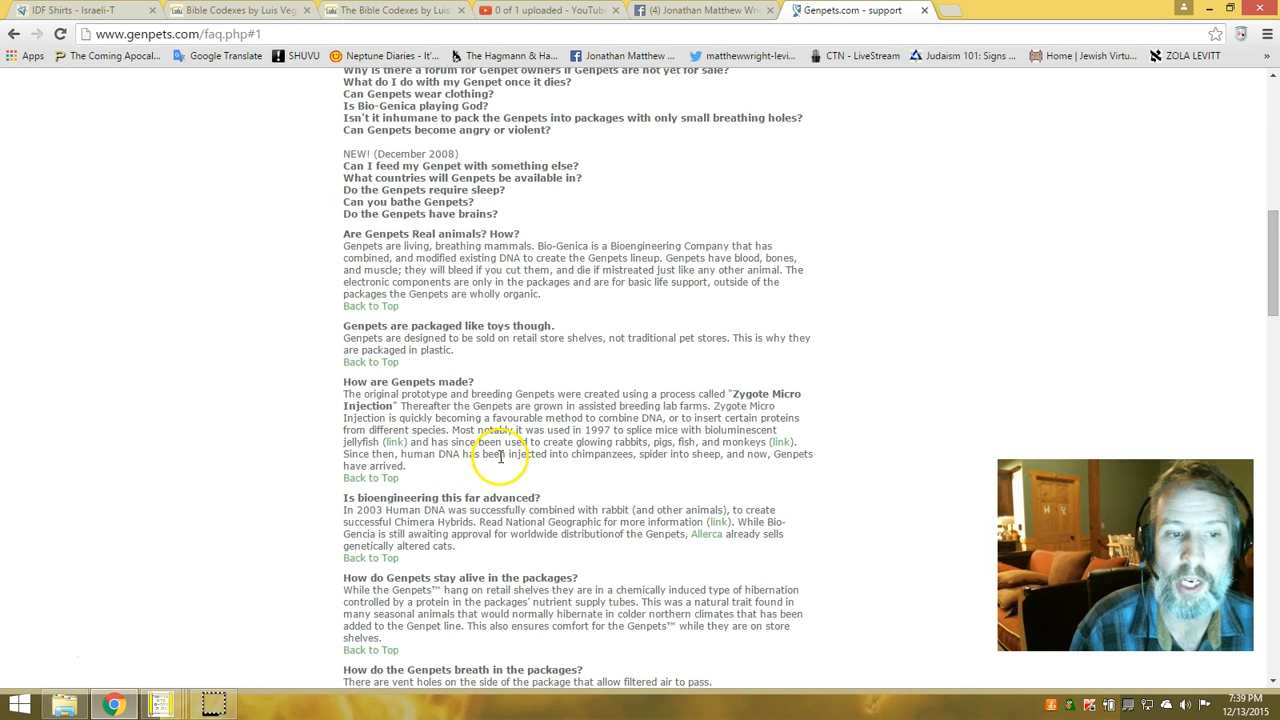 IDF Shirts - Israeli-T
Bible Codexes by Luis Veg
The Bible Codexes by Luis
0 of 1 uploaded - YouTub
(4) Jonathan Matthew Wri
Genpets.com - support
www.genpets.com/faq.php#1
Apps
The Coming Apocal...
Google Translate
SHUVU
Neptune Diaries - It'...
The Hagmann & Ha...
Jonathan Matthew ...
matthewwright-levi...
CTN - LiveStream
Judaism 101: Signs ...
Home | Jewish Virtu...
ZOLA LEVITT
»
Why is there a forum for Genpet owners if Genpets are not yet for sale?
What do I do with my Genpet once it dies?
Can Genpets wear clothing?
Is Bio-Genica playing God?
Isn't it inhumane to pack the Genpets into packages with only small breathing holes?
Can Genpets become angry or violent?
NEW! (December 2008)
Can I feed my Genpet with something else?
What countries will Genpets be available in?
Do the Genpets require sleep?
Can you bathe Genpets?
Do the Genpets have brains?
Are Genpets Real animals? How?
Genpets are living, breathing mammals. Bio-Genica is a Bioengineering Company that has
combined, and modified existing DNA to create the Genpets lineup. Genpets have blood, bones,
and muscle; they will bleed if you cut them, and die if mistreated just like any other animal. The
electronic components are only in the packages and are for basic life support, outside of the
packages the Genpets are wholly organic.
Back to Top
Genpets are packaged like toys though.
Genpets are designed to be sold on retail store shelves, not traditional pet stores. This is why they
are packaged in plastic.
Back to Top
How are Genpets made?
The original prototype and breeding Genpets were created using a process called "Zygote Micro
Injection" Thereafter the Genpets are grown in assisted breeding lab farms. Zygote Micro
Injection is quickly becoming a favourable method to combine DNA, or to insert certain proteins
from different species. Most notably it was used in 1997 to splice mice with bioluminescent
jellyfish (link) and has since been used to create glowing rabbits, pigs, fish, and monkeys (link).
Since then, human DNA has been injected into chimpanzees, spider into sheep, and now, Genpets
have arrived.
Back to Top
Is bioengineering this far advanced?
In 2003 Human DNA was successfully combined with rabbit (and other animals), to create
successful Chimera Hybrids. Read National Geographic for more information (link). While Bio-
Gencia is still awaiting approval for worldwide distributionof the Genpets, Allerca already sells
genetically altered cats.
Back to Top
How do Genpets stay alive in the packages?
While the Genpets™ hang on retail shelves they are in a chemically induced type of hibernation
controlled by a protein in the packages' nutrient supply tubes. This was a natural trait found in
many seasonal animals that would normally hibernate in colder northern climates that has been
added to the Genpet line. This also ensures comfort for the Genpets™ while they are on store
shelves.
Back to Top
How do the Genpets breath in the packages?
There are vent holes on the side of the package that allow filtered air to pass.
7:39 PM
12/13/2015